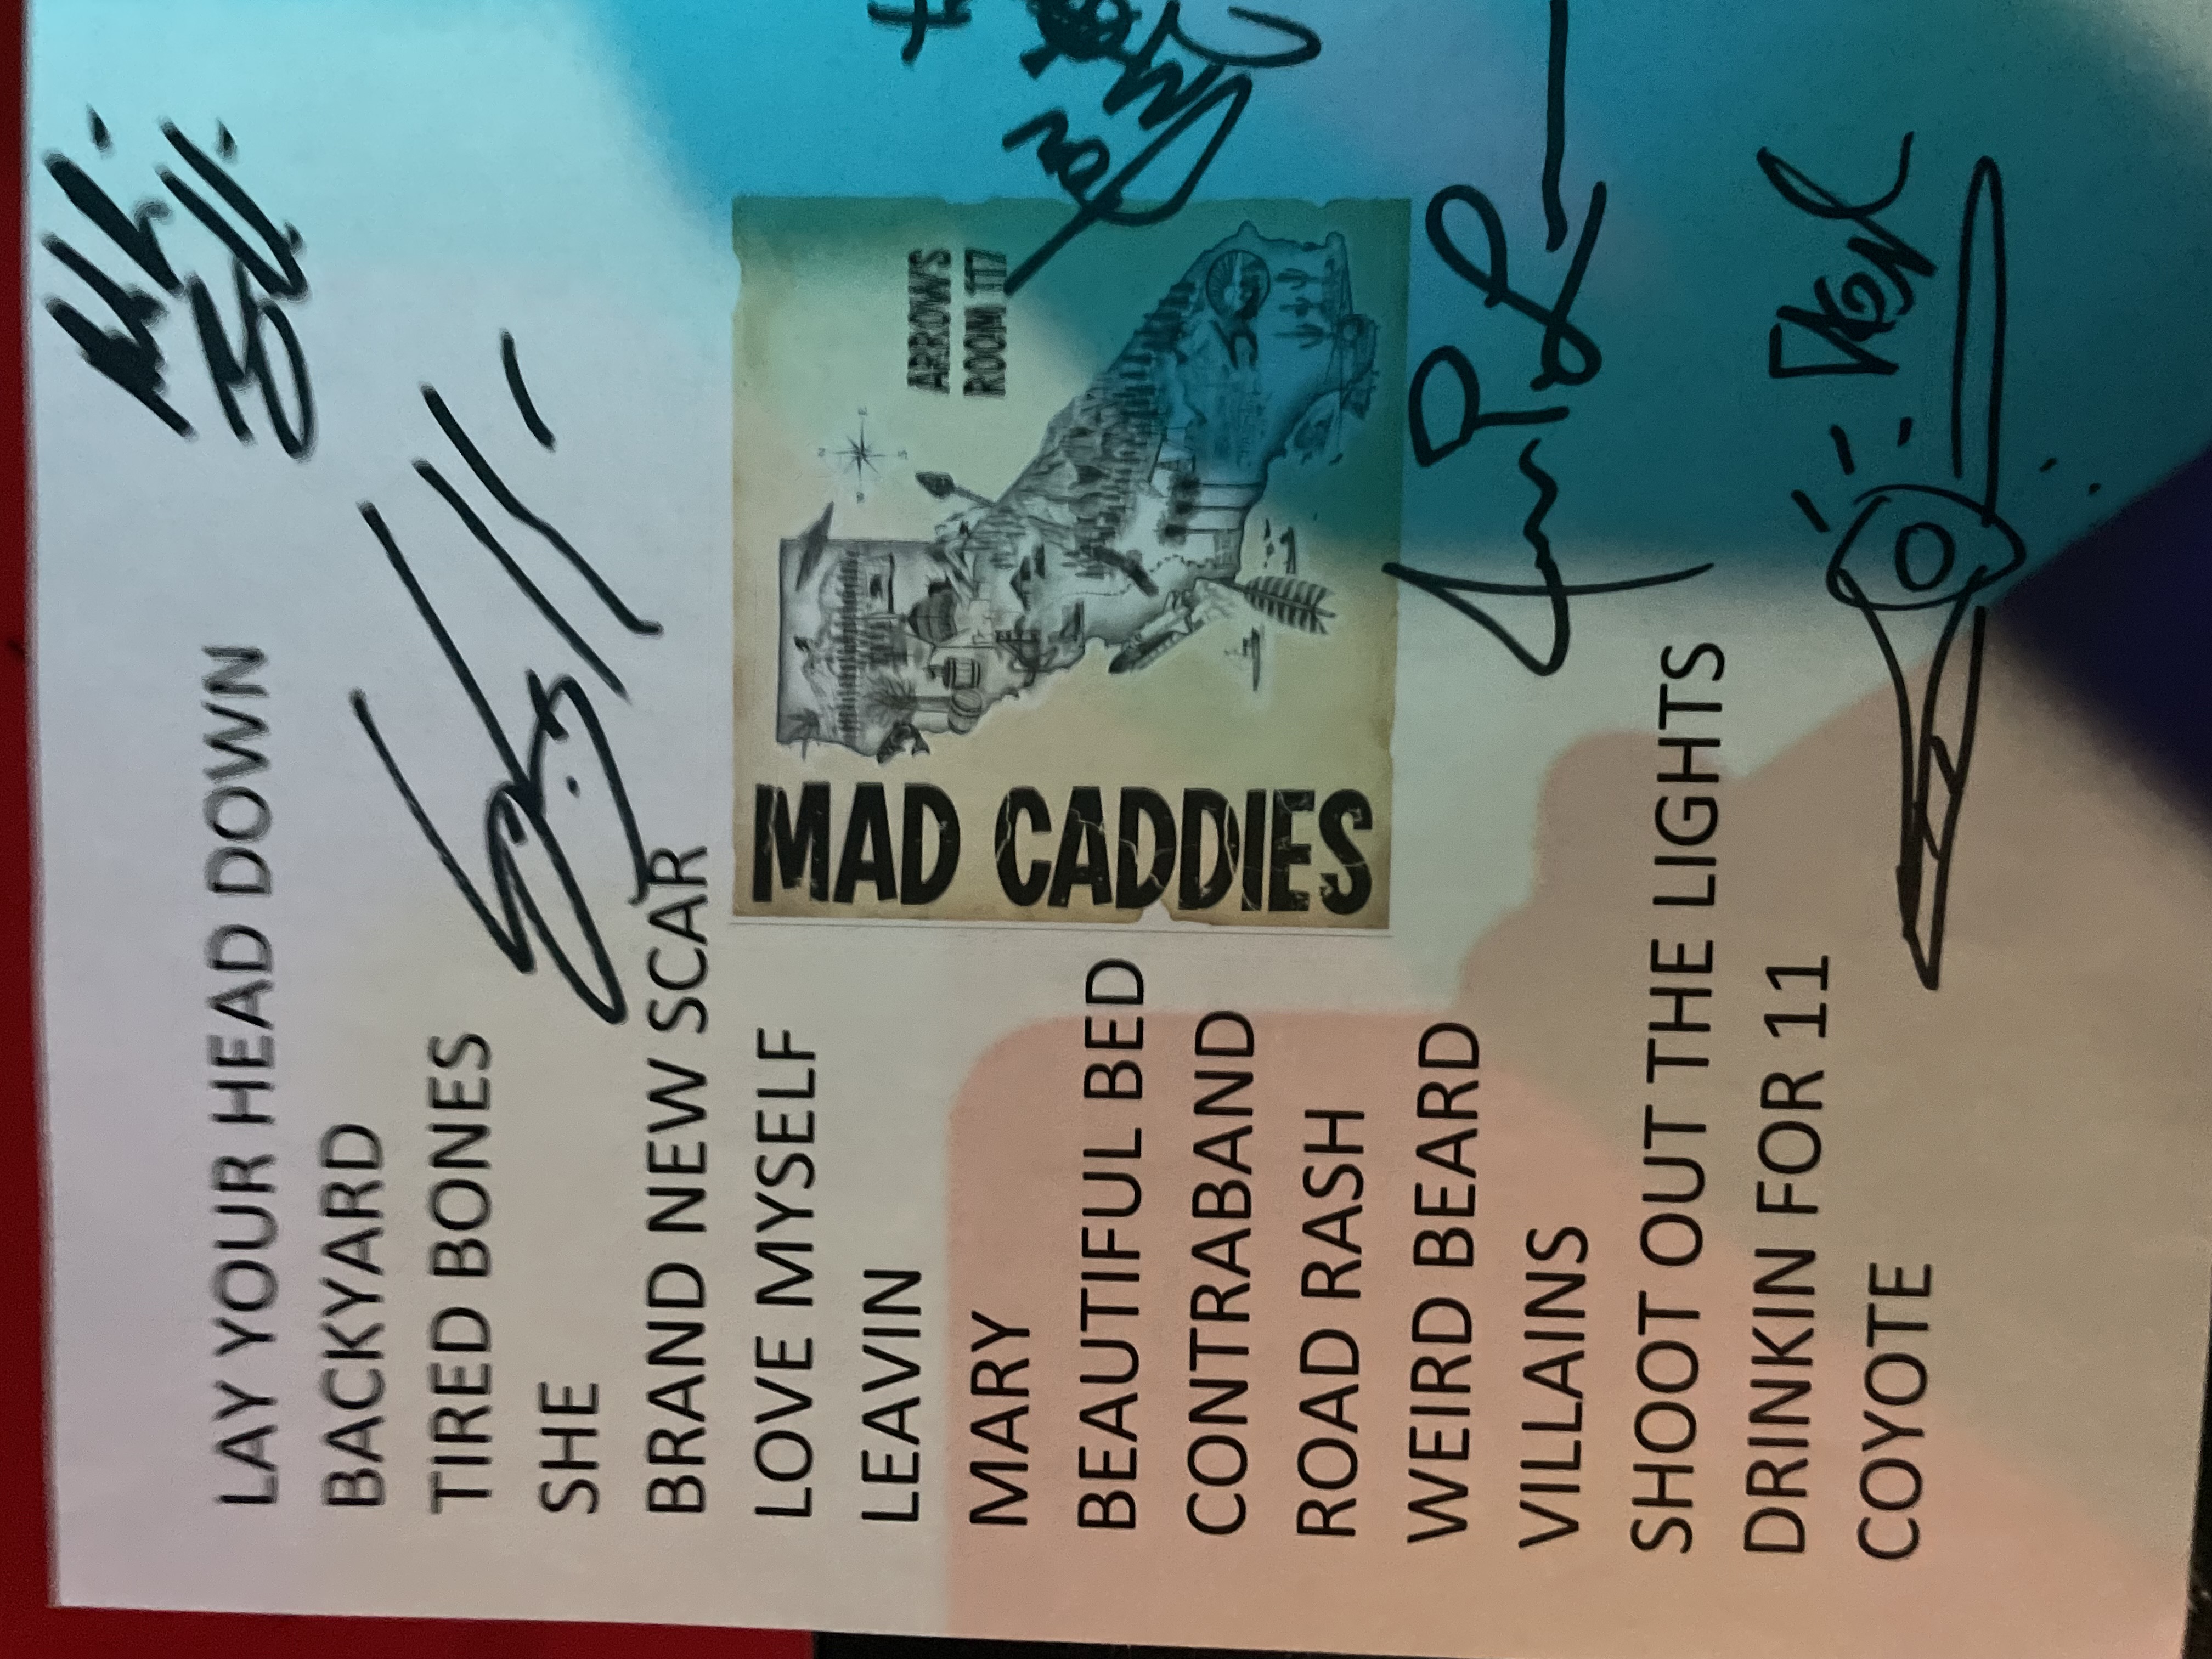 LAY YOUR HEAD DOWN
BACKYARD
TIRED BONES
SHE
BRAND NEW SCAR
LOVE MYSELF
LEAVIN
MARY
BEAUTIFUL BED
CONTRABAND
ROAD RASH
WEIRD BEARD
VILLAINS
SHOOT OUT THE LIGHTS
DRINKIN FOR 11
COYOTE
MAD CADDIES
ARROWS
ROOM 117